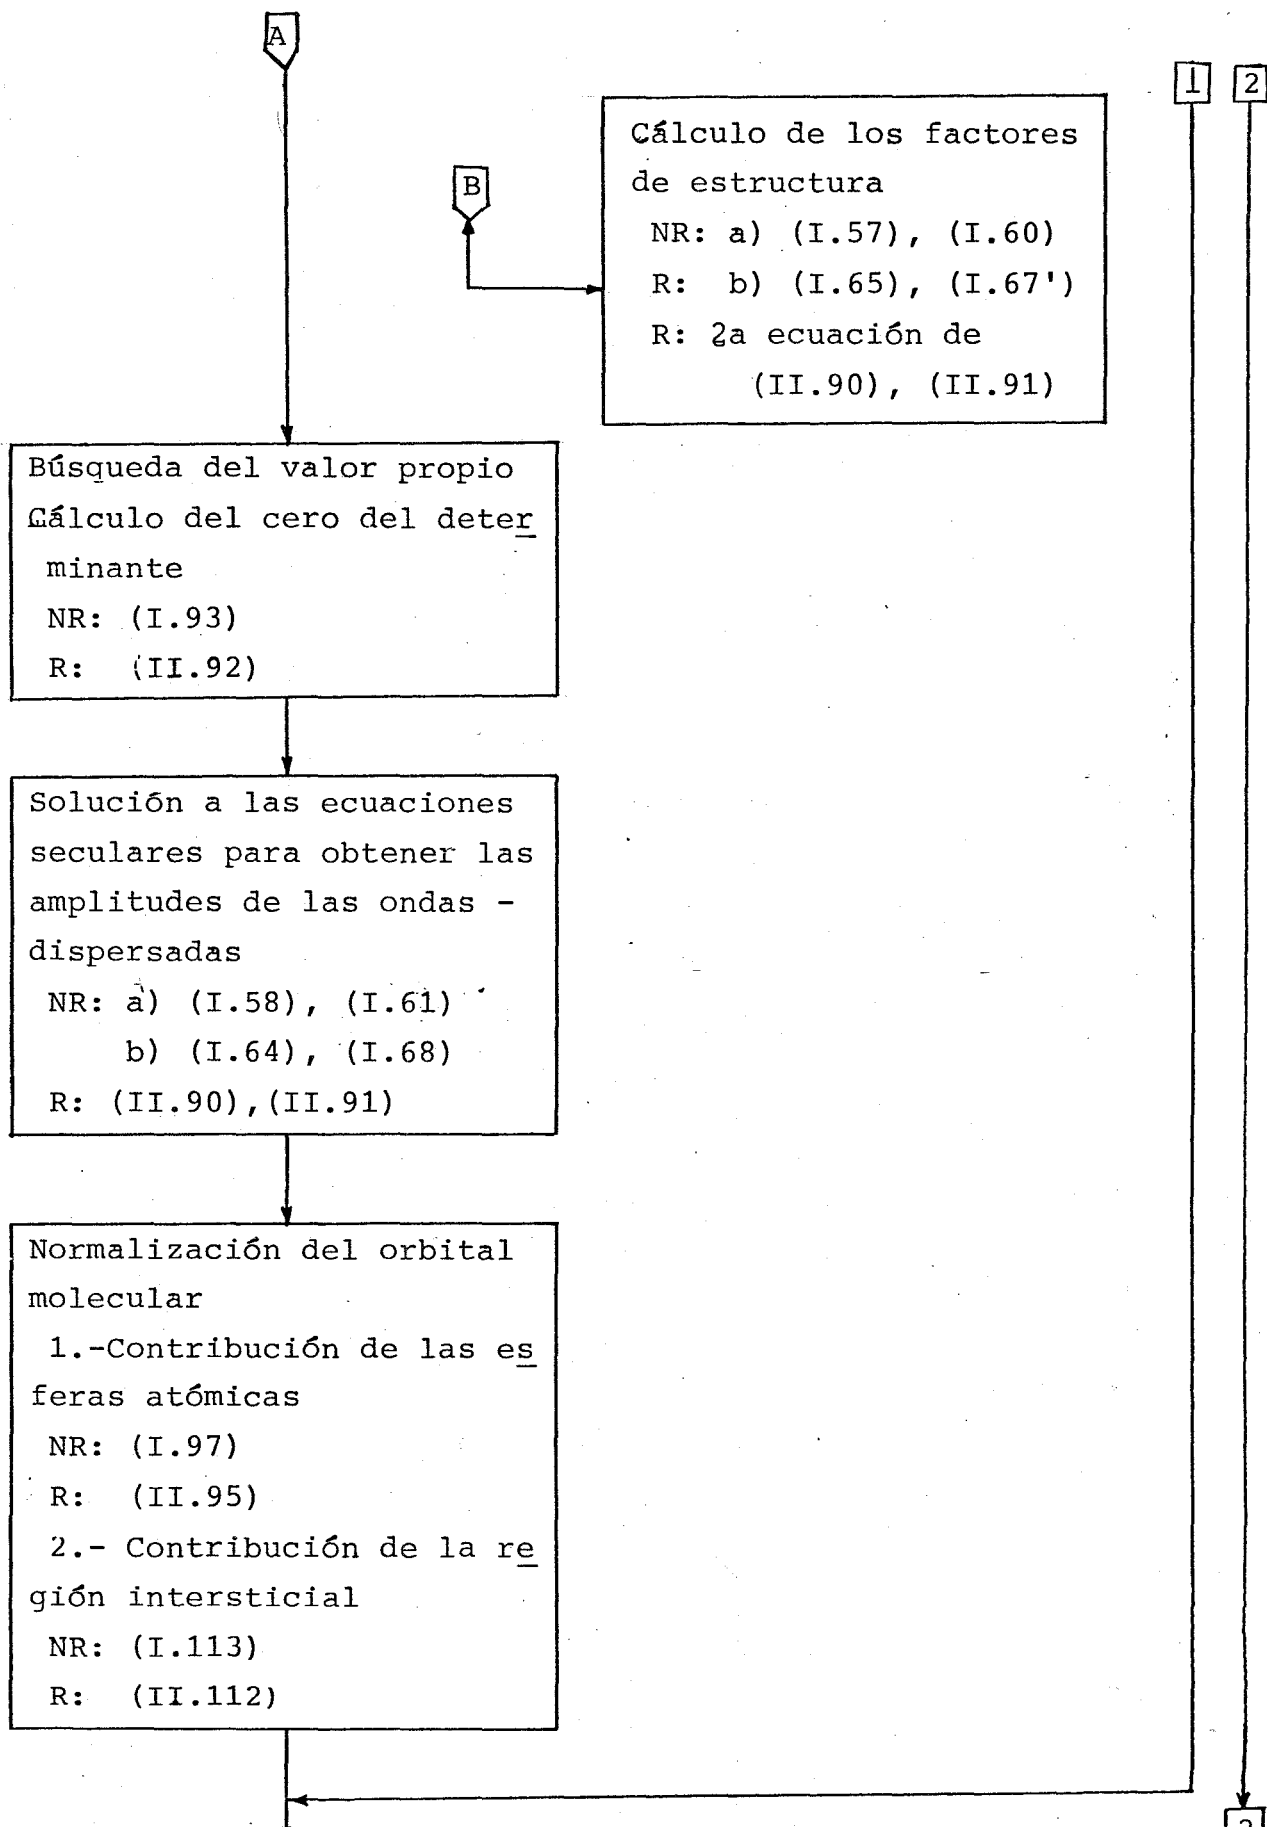 A
1 2
B
Cálculo de los factores
de estructura
NR: a) (I.57), (I.60)
R: b) (I.65), (I.67')
R: 2a ecuación de
(II.90), (II.91)
Búsqueda del valor propio
Cálculo del cero del deter
minante
NR: (I.93)
R: (II.92)
Solución a las ecuaciones
seculares para obtener las
amplitudes de las ondas -
dispersadas
NR: a) (I.58), (I.61)
b) (I.64), (I.68)
R: (II.90),(II.91)
Normalización del orbital
molecular
1.-Contribución de las es
feras atómicas
NR: (I.97)
R: (II.95)
2.- Contribución de la re
gión intersticial
NR: (I.113)
R: (II.112)